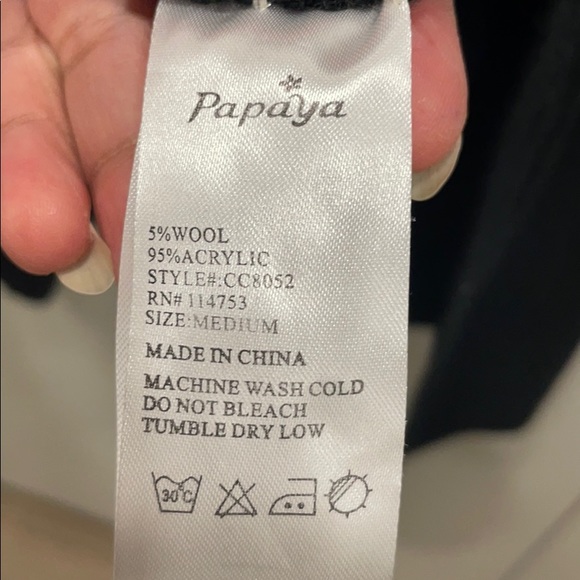 Papaya
5%WOOL
95%ACRYLIC
STYLE#:CC8052
RN# 114753
SIZE:MEDIUM
MADE IN CHINA
MACHINE WASH COLD
DO NOT BLEACH
TUMBLE DRY LOW
30°C